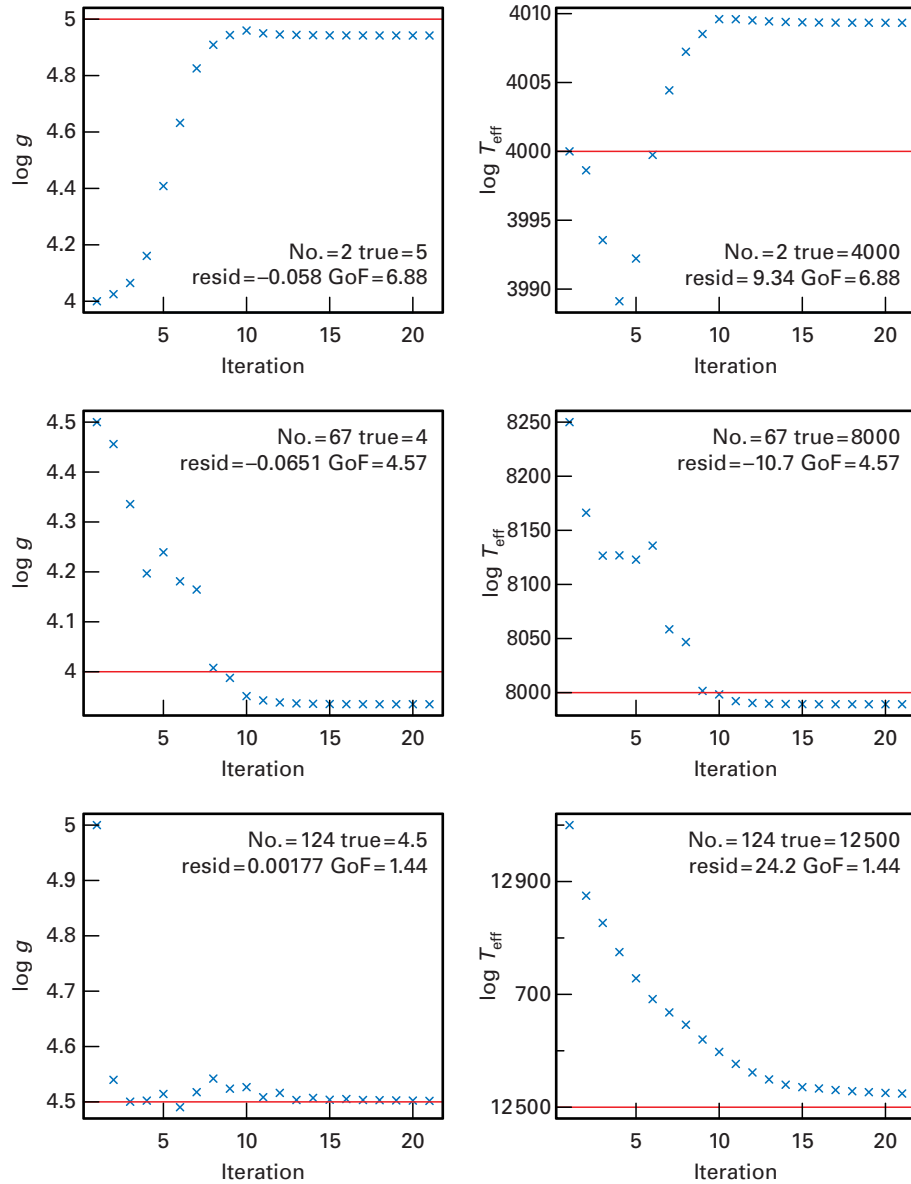 5
4.8
4.6
4.4
4.2
4
log g
No.=2 true=5
resid=−0.058 GoF=6.88
5 10 15 20
Iteration
4010
4005
4000
3995
3990
log Teff
No.=2 true=4000
resid=9.34 GoF=6.88
5 10 15 20
Iteration
4.5
4.4
4.3
4.2
4.1
4
log g
No.=67 true=4
resid=−0.0651 GoF=4.57
5 10 15 20
Iteration
8250
8200
8150
8100
8050
8000
log Teff
No.=67 true=8000
resid=−10.7 GoF=4.57
5 10 15 20
Iteration
5
4.9
4.8
4.7
4.6
4.5
log g
No.=124 true=4.5
resid=0.00177 GoF=1.44
5 10 15 20
Iteration
12900
700
12500
log Teff
No.=124 true=12500
resid=24.2 GoF=1.44
5 10 15 20
Iteration